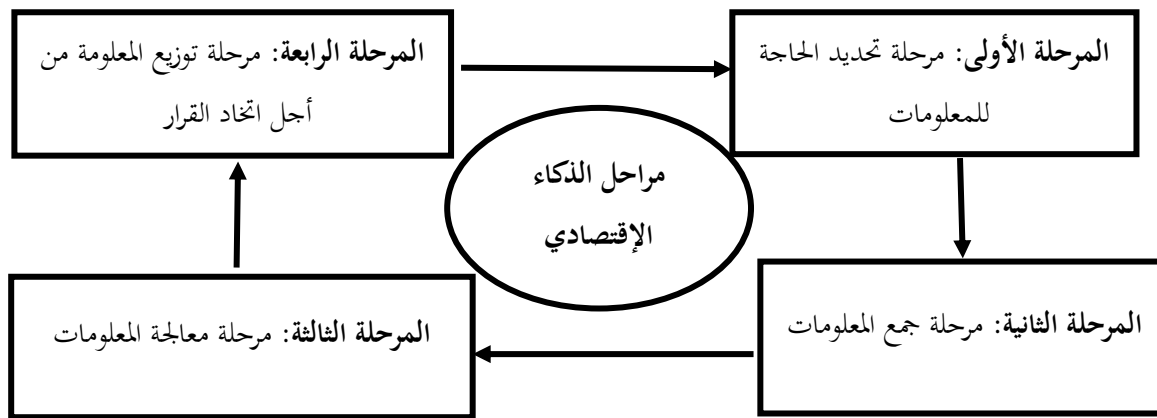 المرحلة الأولى: مرحلة تحديد الحاجة
للمعلومات
المرحلة الرابعة: مرحلة توزيع المعلومة من
أجل اتخاد القرار
مراحل الذكاء
الإقتصادي
المرحلة الثانية: مرحلة جمع المعلومات
المرحلة الثالثة: مرحلة معالجة المعلومات